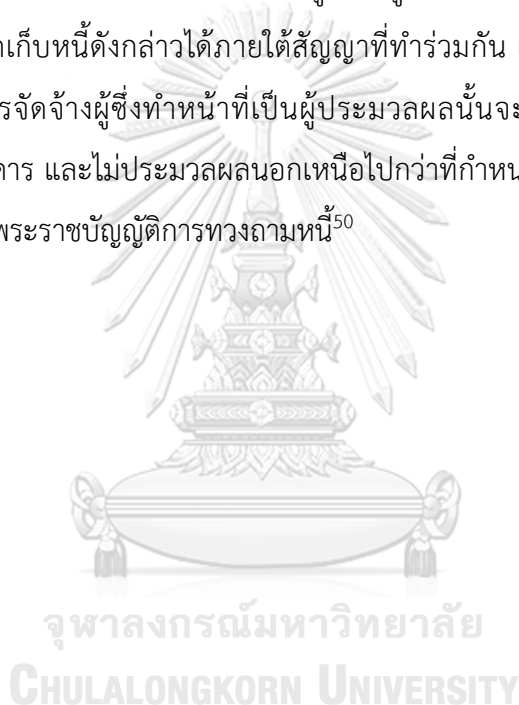 เก็บหนี้ดังกล่าวได้ภายใต้สัญญาที่ทำร่วมกัน
รจัดจ้างผู้ซึ่งทำหน้าที่เป็นผู้ประมวลผลนั้นจะ
คาร และไม่ประมวลผลนอกเหนือไปกว่าที่กำหน
พระราชบัญญัติการทวงถามหนี้50
จุฬาลงกรณ์มหาวิทยาลัย
CHULALONGKORN UNIVERSITY